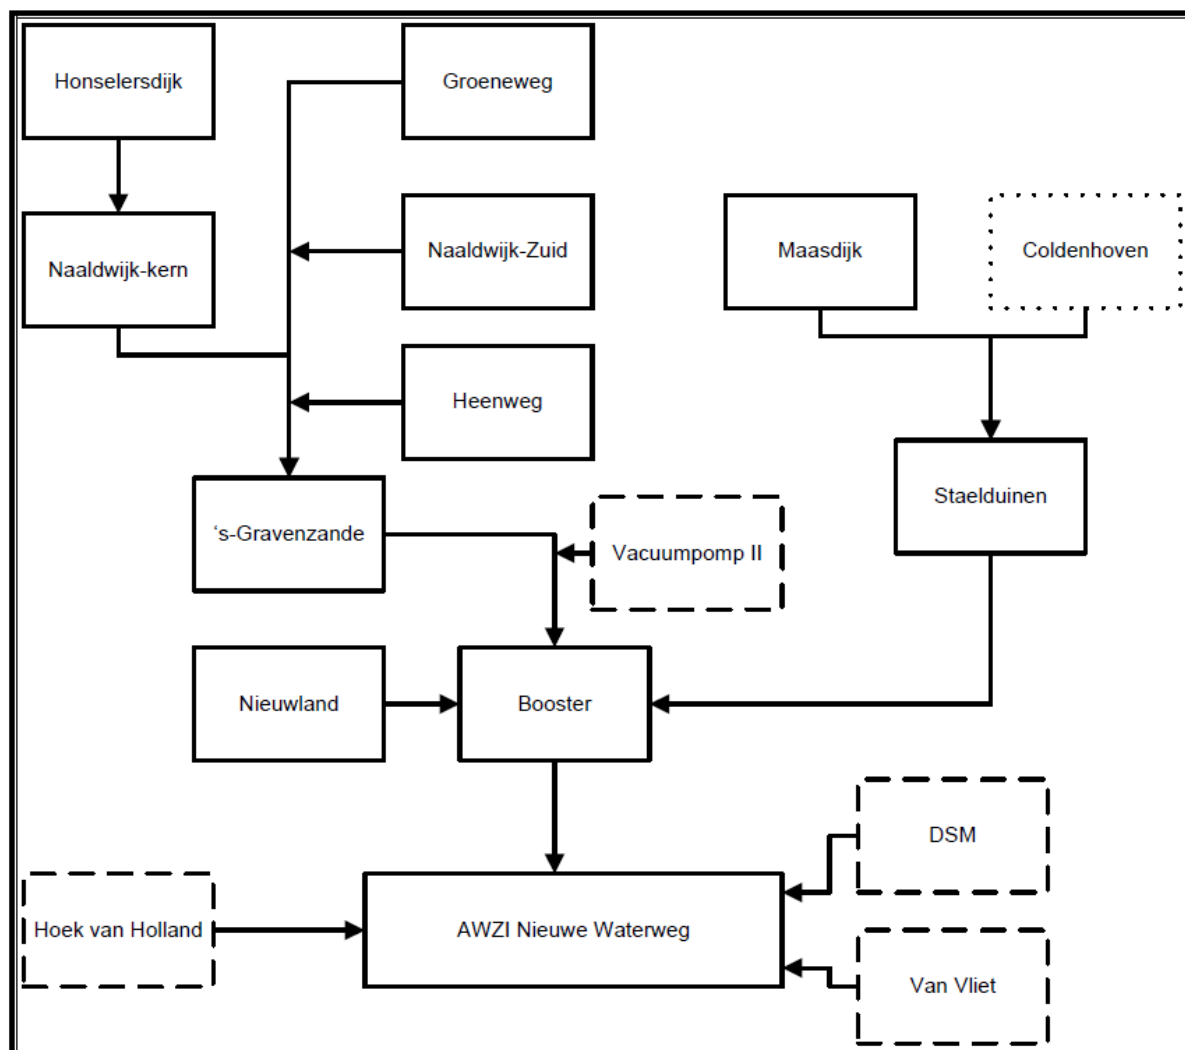 Honselersdijk
Groeneweg
Naaldwijk-kern
Naaldwijk-Zuid
Maasdijk
Coldenhoven
Heenweg
‘s-Gravenzande
Vacuumpomp II
Staelduinen
Nieuwland
Booster
DSM
Hoek van Holland
AWZI Nieuwe Waterweg
Van Vliet